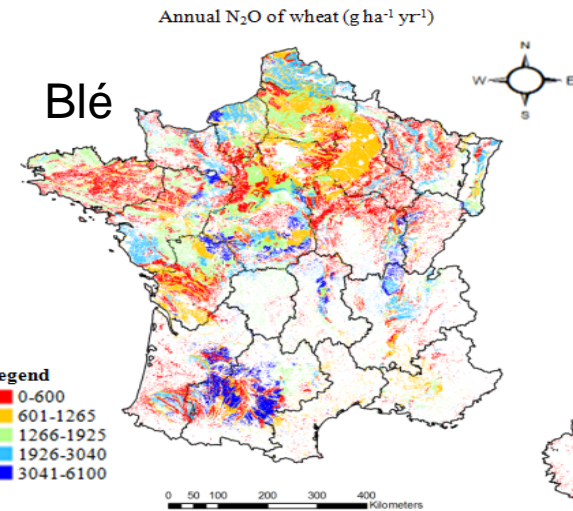 Annual N₂O of wheat (g ha⁻¹ yr⁻¹)
Blé
N
W E
S
egend
0-600
601-1265
1266-1925
1926-3040
3041-6100
0 50 100 200 300 400
Kilometers